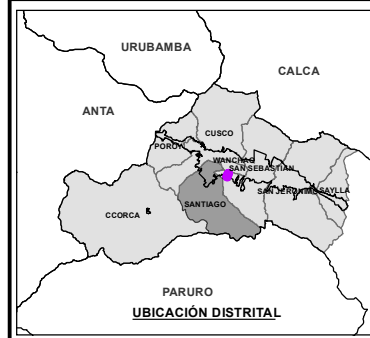 URUBAMBA
CALCA
ANTA
CUSCO
POROY
WANCHAQ
SAN SEBASTIAN
SAN JERONIMO
SAYLLA
SANTIAGO
CCORCA
PARURO
UBICACIÓN DISTRITAL